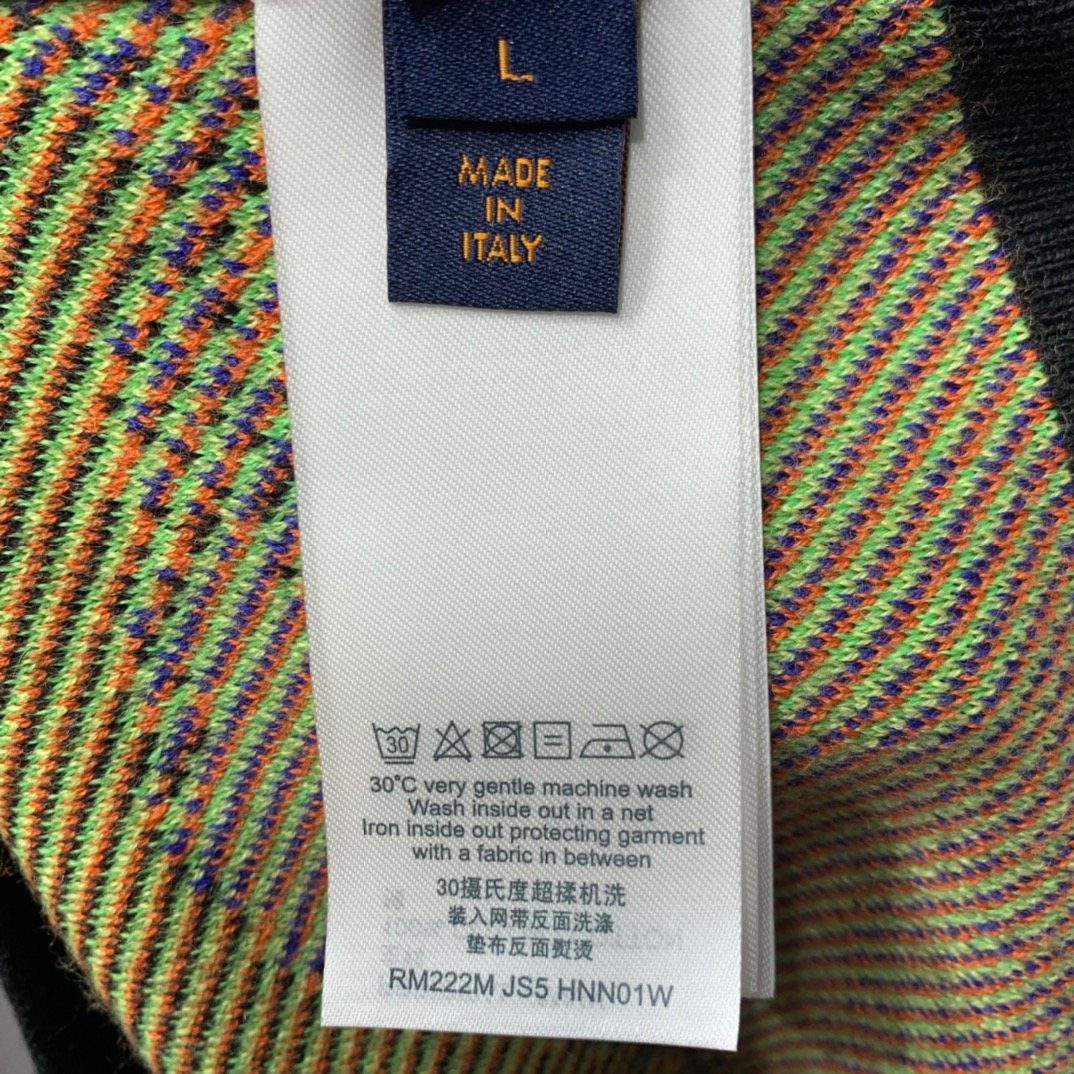 L
MADE
IN
ITALY
30
30°C very gentle machine wash
Wash inside out in a net
Iron inside out protecting garment
with a fabric in between
30摄氏度超揉机洗
装入网带反面洗涤
垫布反面熨烫
RM222M JS5 HNN01W